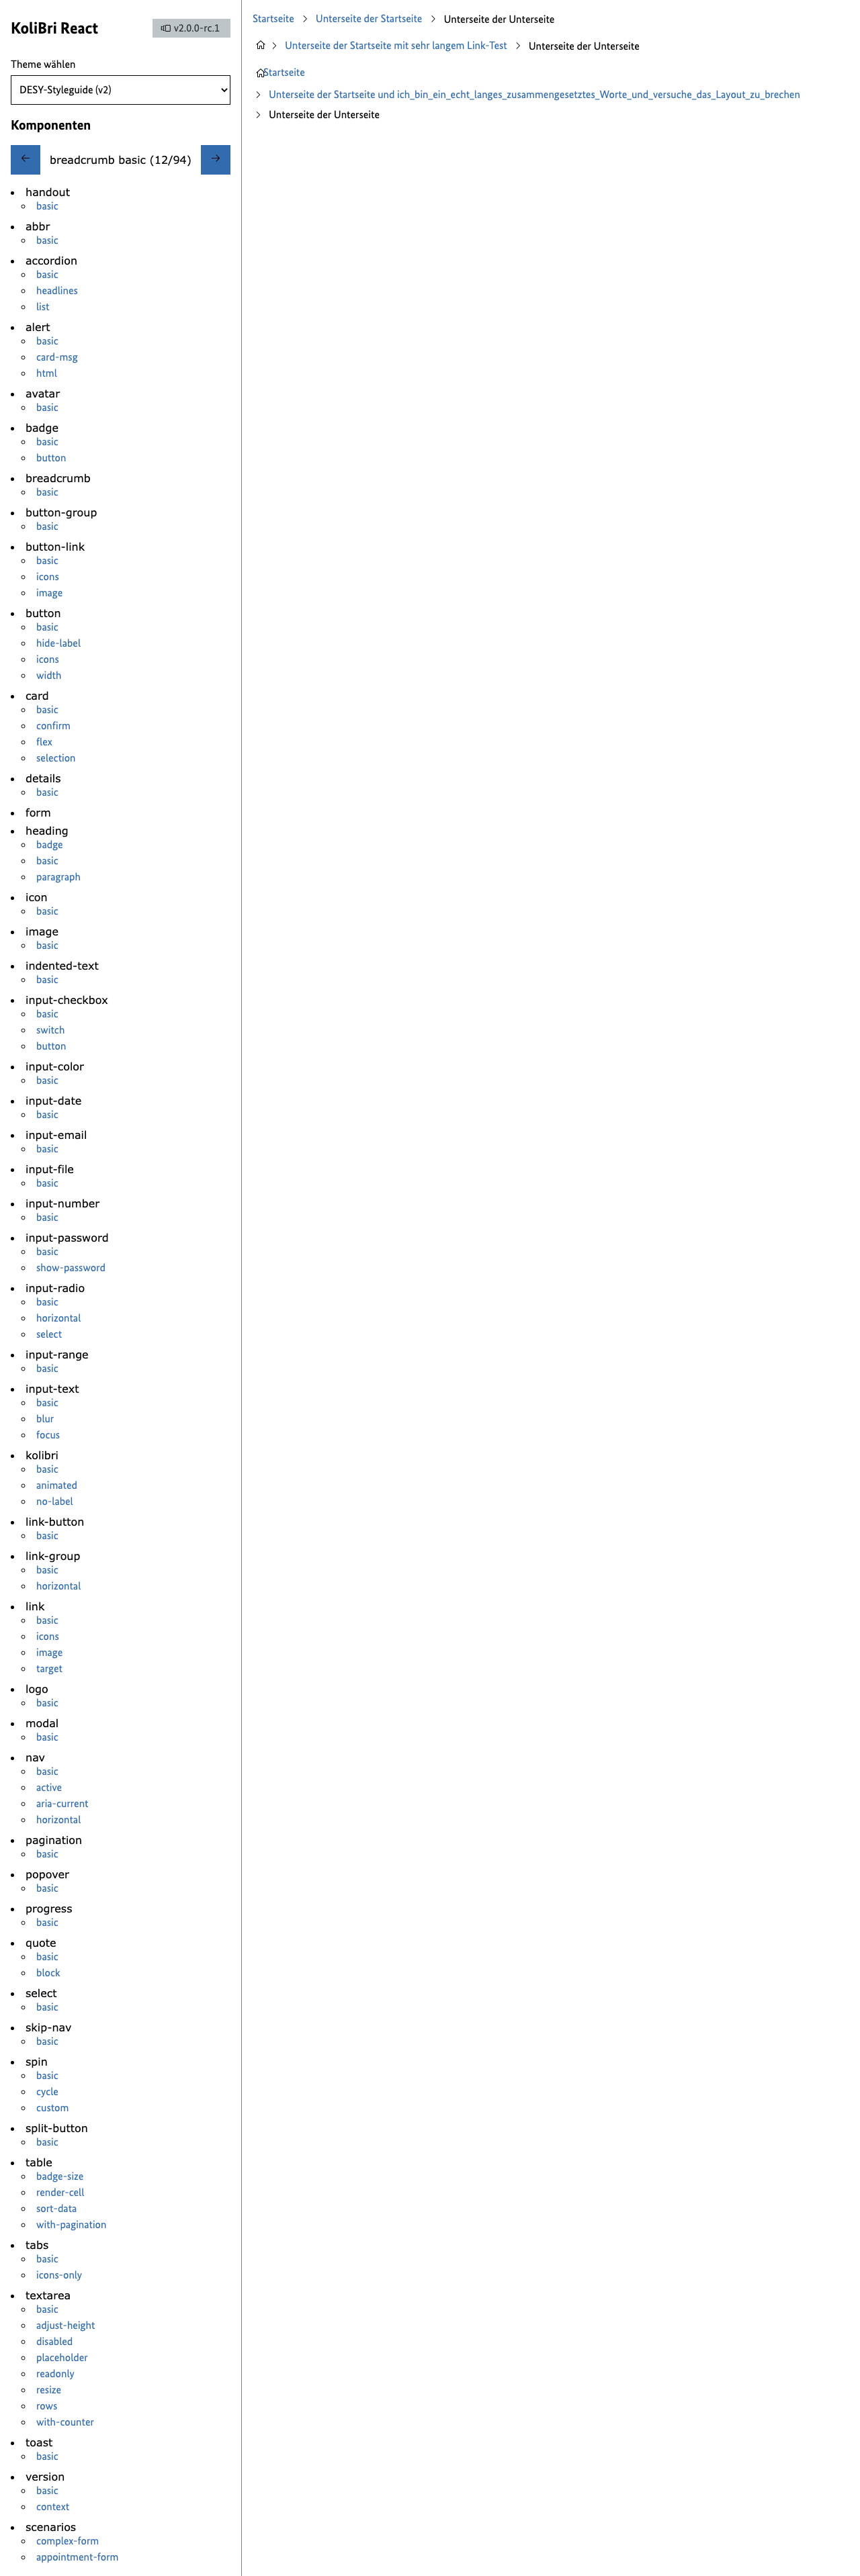 KoliBri React
v2.0.0-rc.1
Theme wählen
DESY-Styleguide (v2)
Komponenten
breadcrumb basic (12/94)
handout
basic
abbr
basic
accordion
basic
headlines
list
alert
basic
card-msg
html
avatar
basic
badge
basic
button
breadcrumb
basic
button-group
basic
button-link
basic
icons
image
button
basic
hide-label
icons
width
card
basic
confirm
flex
selection
details
basic
form
heading
badge
basic
paragraph
icon
basic
image
basic
indented-text
basic
input-checkbox
basic
switch
button
input-color
basic
input-date
basic
input-email
basic
input-file
basic
input-number
basic
input-password
basic
show-password
input-radio
basic
horizontal
select
input-range
basic
input-text
basic
blur
focus
kolibri
basic
animated
no-label
link-button
basic
link-group
basic
horizontal
link
basic
icons
image
target
logo
basic
modal
basic
nav
basic
active
aria-current
horizontal
pagination
basic
popover
basic
progress
basic
quote
basic
block
select
basic
skip-nav
basic
spin
basic
cycle
custom
split-button
basic
table
badge-size
render-cell
sort-data
with-pagination
tabs
basic
icons-only
textarea
basic
adjust-height
disabled
placeholder
readonly
resize
rows
with-counter
toast
basic
version
basic
context
scenarios
complex-form
appointment-form
Startseite Unterseite der Startseite Unterseite der Unterseite
Unterseite der Startseite mit sehr langem Link-Test Unterseite der Unterseite
Startseite
Unterseite der Startseite und ich_bin_ein_echt_langes_zusammengesetztes_Worte_und_versuche_das_Layout_zu_brechen
Unterseite der Unterseite